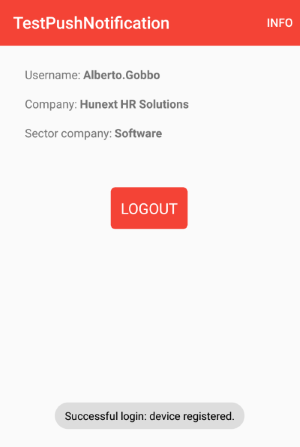 TestPushNotification INFO
Username: Alberto.Gobbo
Company: Hunext HR Solutions
Sector company: Software
LOGOUT
Successful login: device registered.